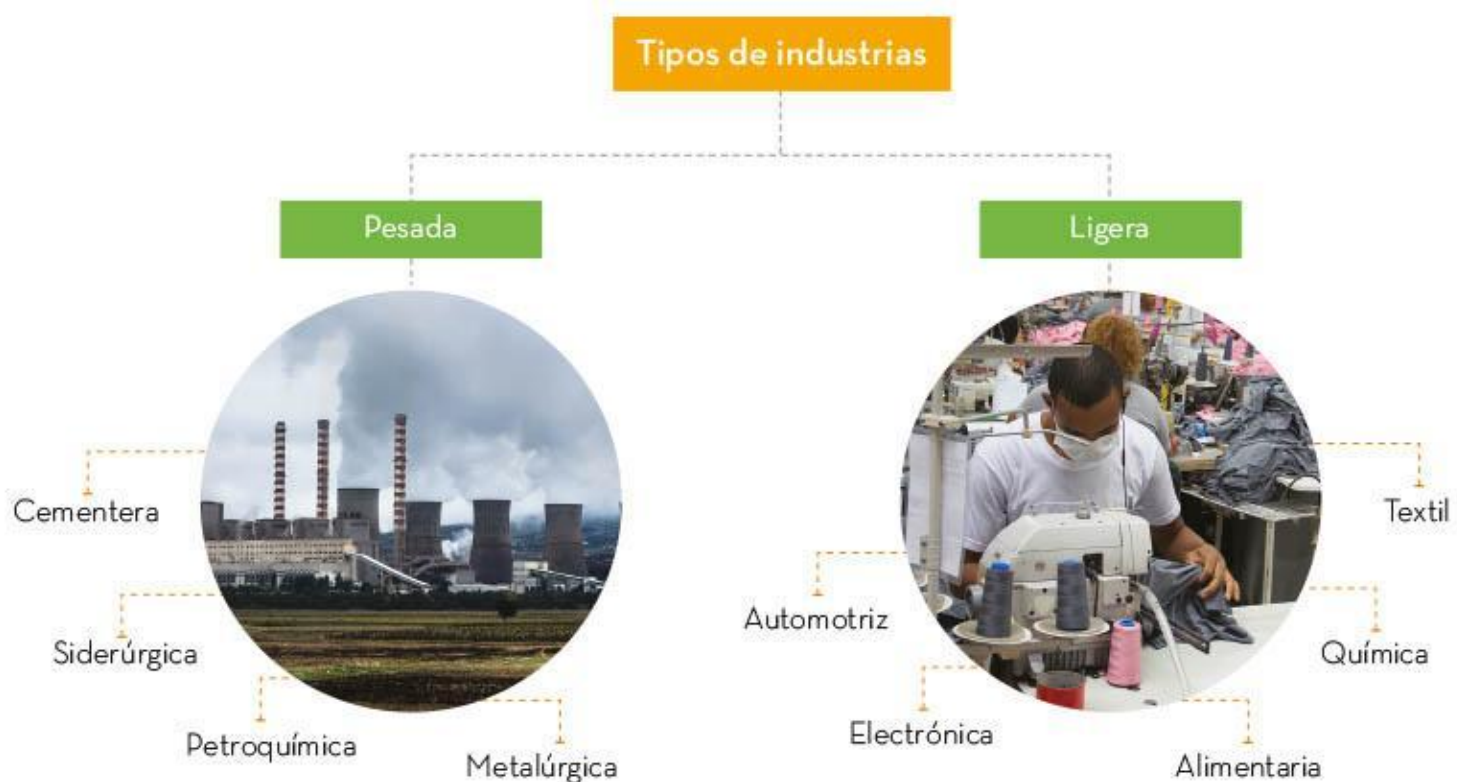 Tipos de industrias
Pesada
Ligera
Cementera
Siderúrgica
Petroquímica
Metalúrgica
Automotriz
Electrónica
Textil
Química
Alimentaria